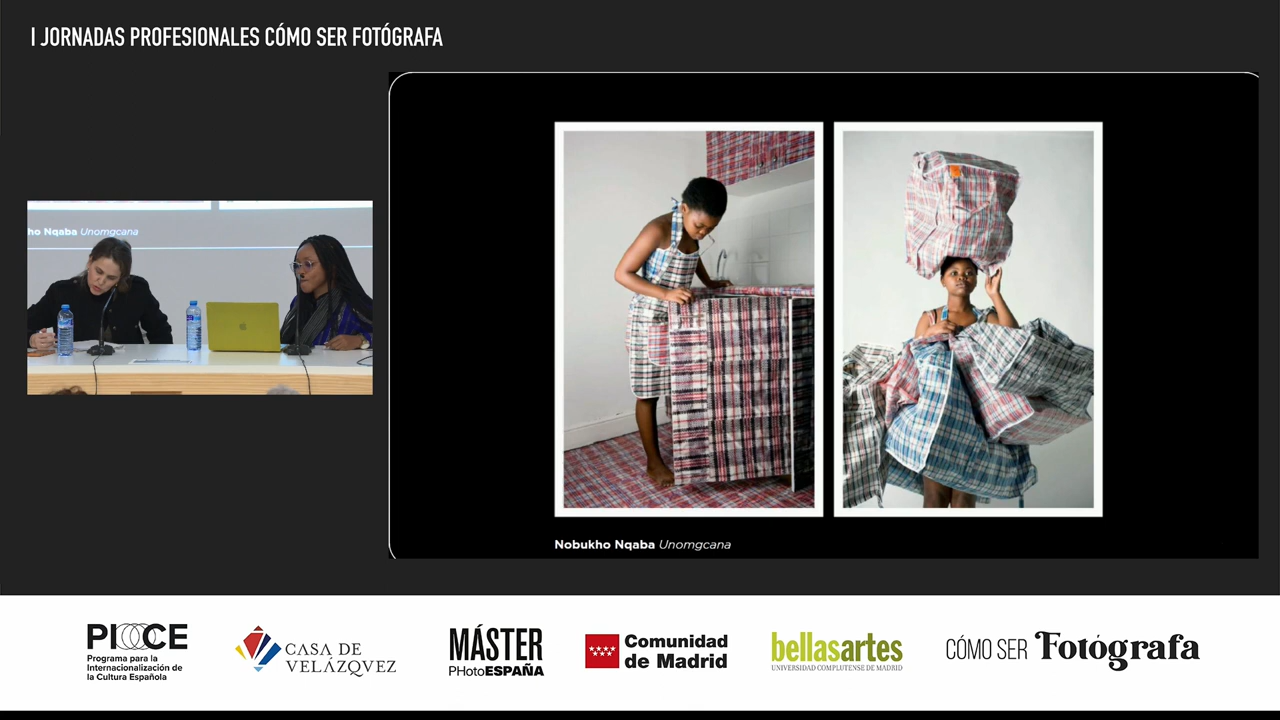 I JORNADAS PROFESIONALES CÓMO SER FOTÓGRAFA
ho Nqaba Unomgcana
Nobukho Nqaba Unomgcana
PICE
Programa para la
Internacionalización de
la Cultura Española
CASA DE
VELÁZQVEZ
MÁSTER
PHotoESPAÑA
Comunidad
de Madrid
bellasartes
UNIVERSIDAD COMPLUTENSE DE MADRID
CÓMO SER Fotógrafa